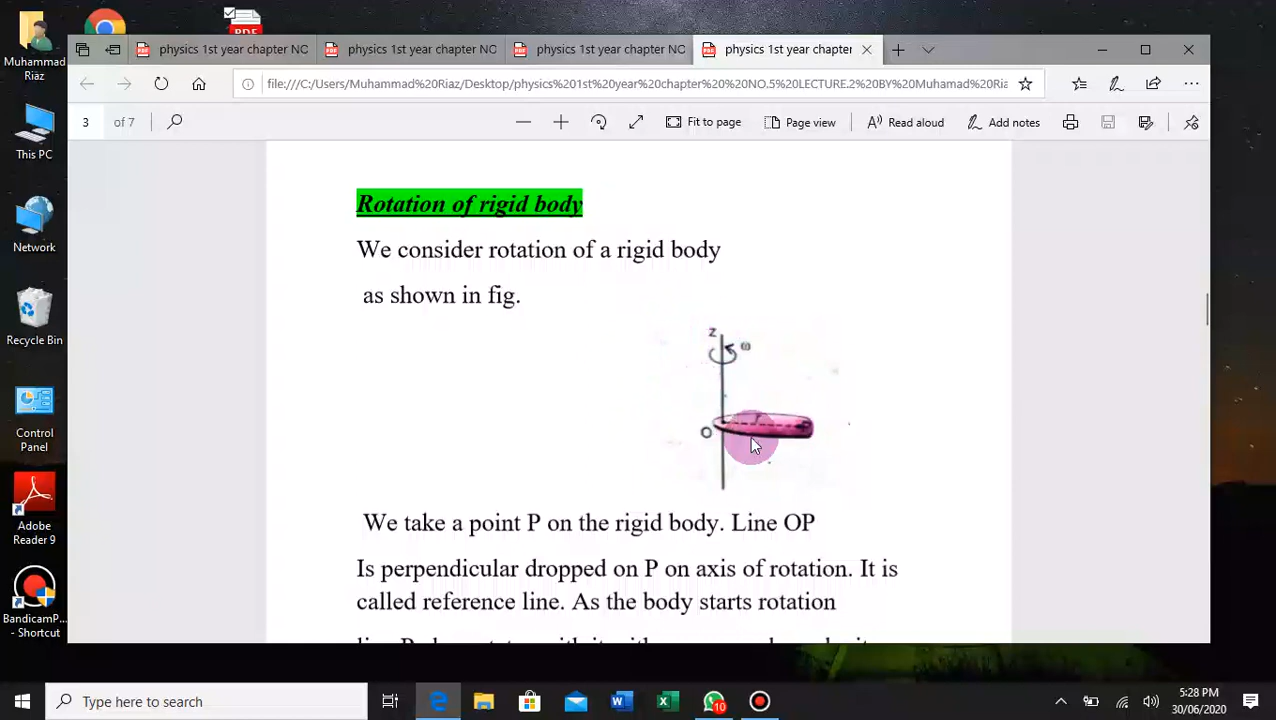 Muhammad
Riaz
This PC
Network
Recycle Bin
Control
Panel
Adobe
Reader 9
BandicamP...
- Shortcut
PDF
physics 1st year chapter NO
physics 1st year chapter NO
physics 1st year chapter NO
physics 1st year chapter
file:///C:/Users/Muhammad%20Riaz/Desktop/physics%201st%20year%20chapter%20%20NO.5%20LECTURE.2%20BY%20Muhamad%20Ria
3 of 7
Fit to page
Page view
Read aloud
Add notes
Rotation of rigid body
We consider rotation of a rigid body
as shown in fig.
z
ω
O
We take a point P on the rigid body. Line OP
Is perpendicular dropped on P on axis of rotation. It is
called reference line. As the body starts rotation
Type here to search
10
5:28 PM
30/06/2020